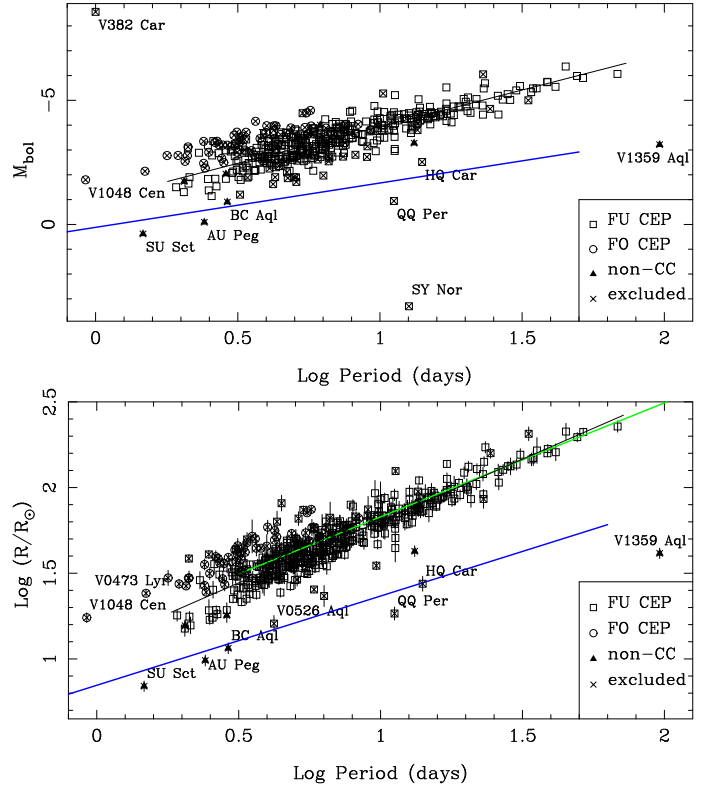 V382 Car
−5
M_bol
V1359 Aql
V1048 Cen
HQ Car
BC Aql
QQ Per
SU Sct
AU Peg
0
FU CEP
FO CEP
non−CC
excluded
SY Nor
0 0.5 1 1.5 2
Log Period (days)
2.5
2
Log (R/R⊙)
V1359 Aql
1.5
V0473 Lyr
HQ Car
V1048 Cen
V0526 Aql
QQ Per
BC Aql
FU CEP
FO CEP
non−CC
excluded
1
SU Sct
AU Peg
0 0.5 1 1.5 2
Log Period (days)